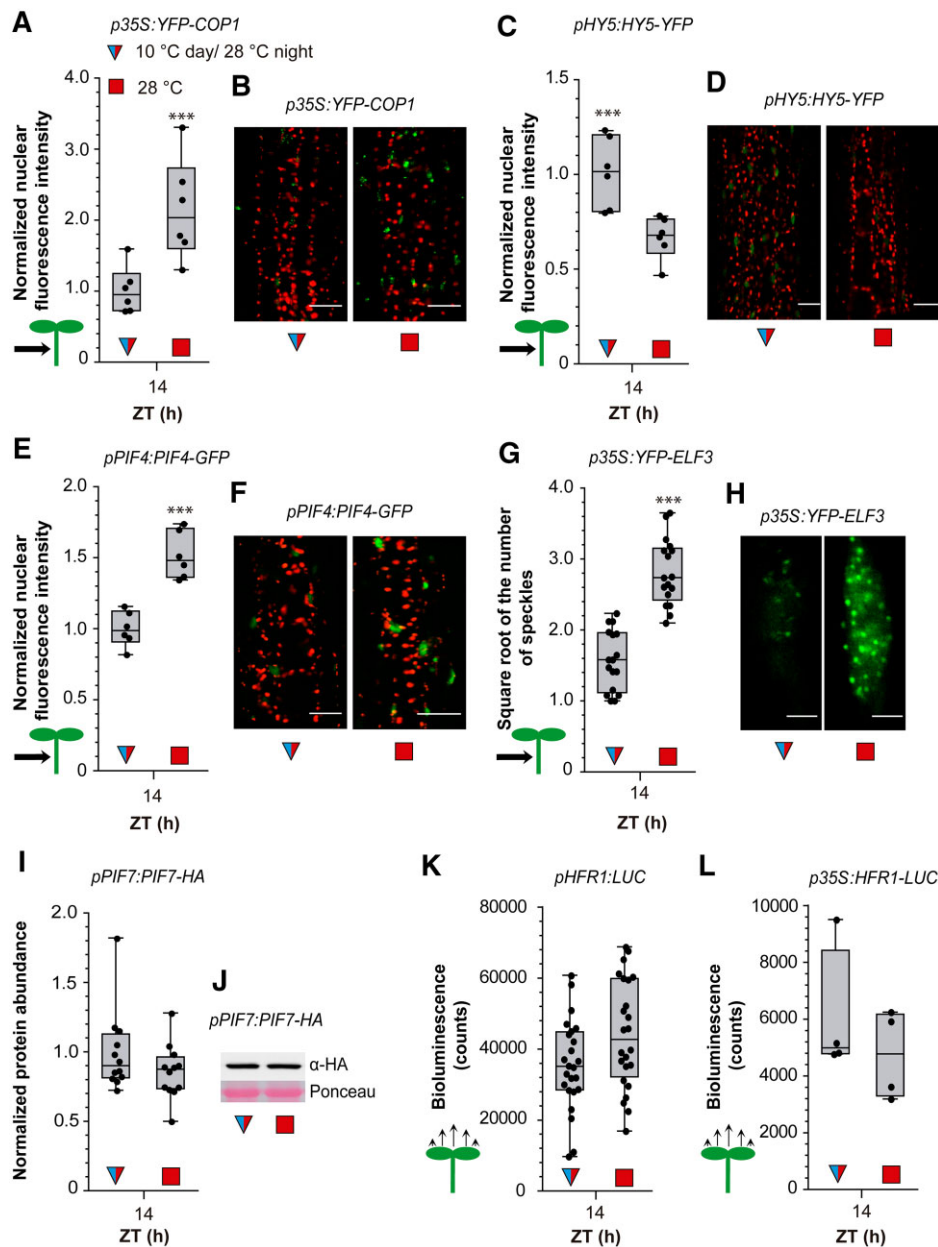 A
p35S:YFP-COP1
10 °C day/ 28 °C night
28 °C
Normalized nuclear
fluorescence intensity
4.0
3.0
2.0
1.0
0
***
14
ZT (h)
B
p35S:YFP-COP1
C
pHY5:HY5-YFP
Normalized nuclear
fluorescence intensity
1.5
1.0
0.5
0
***
14
ZT (h)
D
pHY5:HY5-YFP
E
pPIF4:PIF4-GFP
Normalized nuclear
fluorescence intensity
2.0
1.5
1.0
0.5
0
***
14
ZT (h)
F
pPIF4:PIF4-GFP
G
p35S:YFP-ELF3
Square root of the number
of speckles
4.0
3.0
2.0
1.0
0
***
14
ZT (h)
H
p35S:YFP-ELF3
I
pPIF7:PIF7-HA
Normalized protein abundance
2.0
1.5
1.0
0.5
0
14
ZT (h)
J
pPIF7:PIF7-HA
α-HA
Ponceau
K
pHFR1:LUC
Bioluminescence
(counts)
80000
60000
40000
20000
0
14
ZT (h)
L
p35S:HFR1-LUC
Bioluminescence
(counts)
10000
8000
6000
4000
2000
0
14
ZT (h)